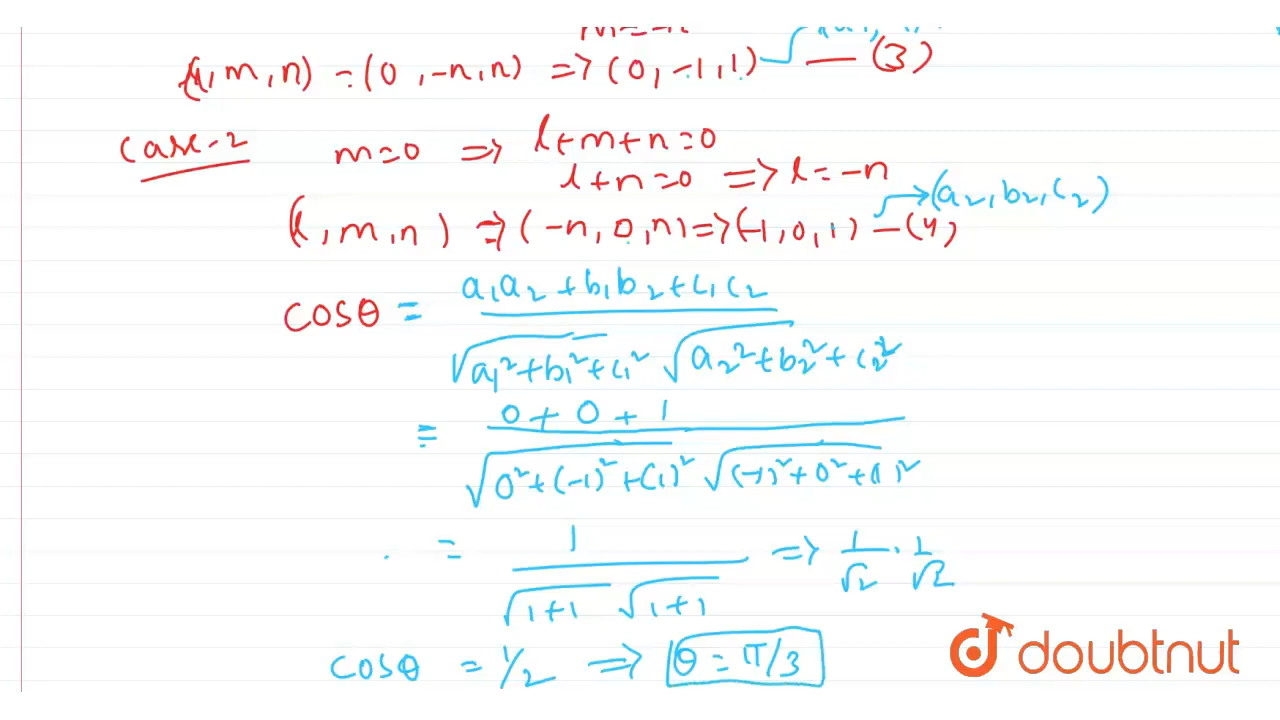 (l, m, n) = (0, -n, n) => (0, -1, 1) — (3)
Case-2 m=0 => l+m+n=0
l+n=0 => l=-n
(a2, b2, c2)
(l, m, n) => (-n, 0, n) => (-1, 0, 1) — (4)
cosθ = a1a2 + b1b2 + c1c2 / √a1²+b1²+c1² √a2²+b2²+c2²
= 0 + 0 + 1 / √0²+(-1)²+(1)² √(-1)²+0²+(1)²
= 1 / √1+1 √1+1 => 1/√2 . 1/√2
cosθ = 1/2 => θ = π/3
doubtnut